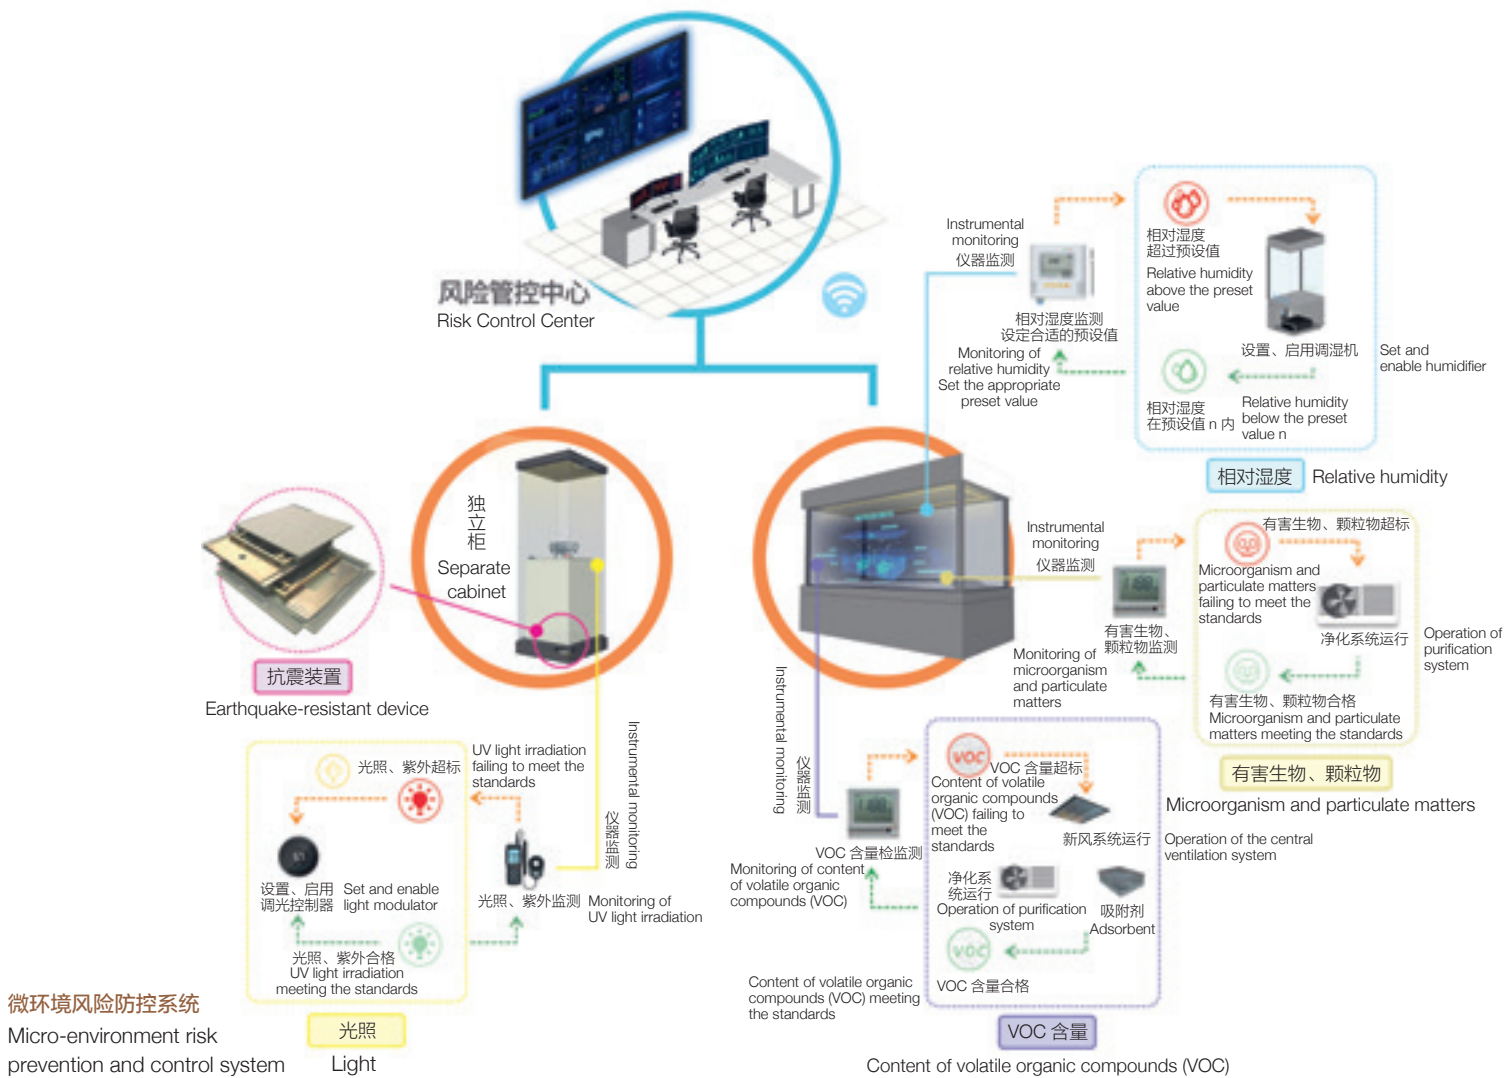 风险管控中心
Risk Control Center
Instrumental
monitoring
仪器监测
相对湿度监测
设定合适的预设值
Monitoring of
relative humidity
Set the appropriate
preset value
相对湿度
超过预设值
Relative humidity
above the preset
value
设置、启用调湿机
Set and
enable humidifier
相对湿度
在预设值 n 内
Relative humidity
below the preset
value n
相对湿度
Relative humidity
独
立
柜
Separate
cabinet
抗震装置
Earthquake-resistant device
Instrumental
monitoring
仪器监测
有害生物、
颗粒物监测
Monitoring of
microorganism
and particulate
matters
有害生物、颗粒物超标
Microorganism and
particulate matters
failing to meet the
standards
净化系统运行
Operation of
purification
system
有害生物、颗粒物合格
Microorganism and particulate
matters meeting the standards
有害生物、颗粒物
Microorganism and particulate matters
Instrumental monitoring
仪器监测
光照、紫外超标
UV light irradiation
failing to meet the
standards
设置、启用
调光控制器
Set and enable
light modulator
光照、紫外监测
Monitoring of
UV light irradiation
光照、紫外合格
UV light irradiation
meeting the standards
光照
Light
Instrumental monitoring
仪器监测
VOC 含量检监测
Monitoring of content
of volatile organic
compounds (VOC)
VOC
VOC 含量超标
Content of volatile
organic compounds
(VOC) failing to
meet the
standards
新风系统运行
Operation of the central
ventilation system
净化系
统运行
Operation of purification
system
吸附剂
Adsorbent
VOC
VOC 含量合格
Content of volatile organic
compounds (VOC) meeting
the standards
VOC 含量
Content of volatile organic compounds (VOC)
微环境风险防控系统
Micro-environment risk
prevention and control system